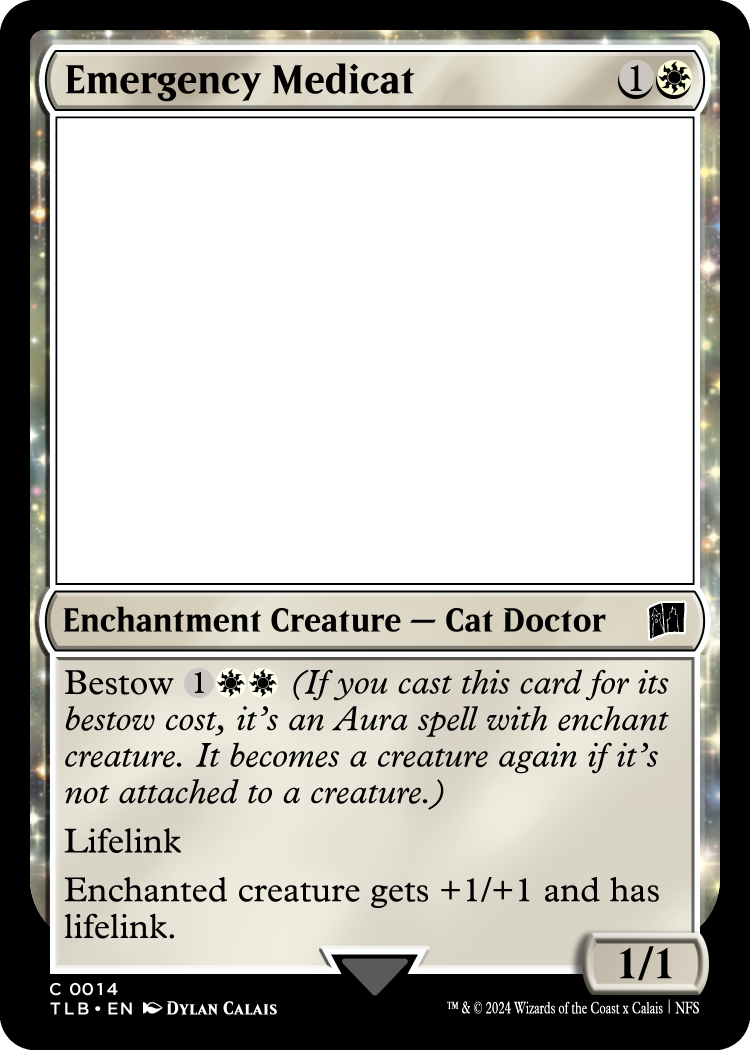 Emergency Medicat 1
Enchantment Creature — Cat Doctor
Bestow 1 (If you cast this card for its
bestow cost, it's an Aura spell with enchant
creature. It becomes a creature again if it's
not attached to a creature.)
Lifelink
Enchanted creature gets +1/+1 and has
lifelink.
1/1
C 0014
TLB • EN DYLAN CALAIS
™ & © 2024 Wizards of the Coast x Calais | NFS